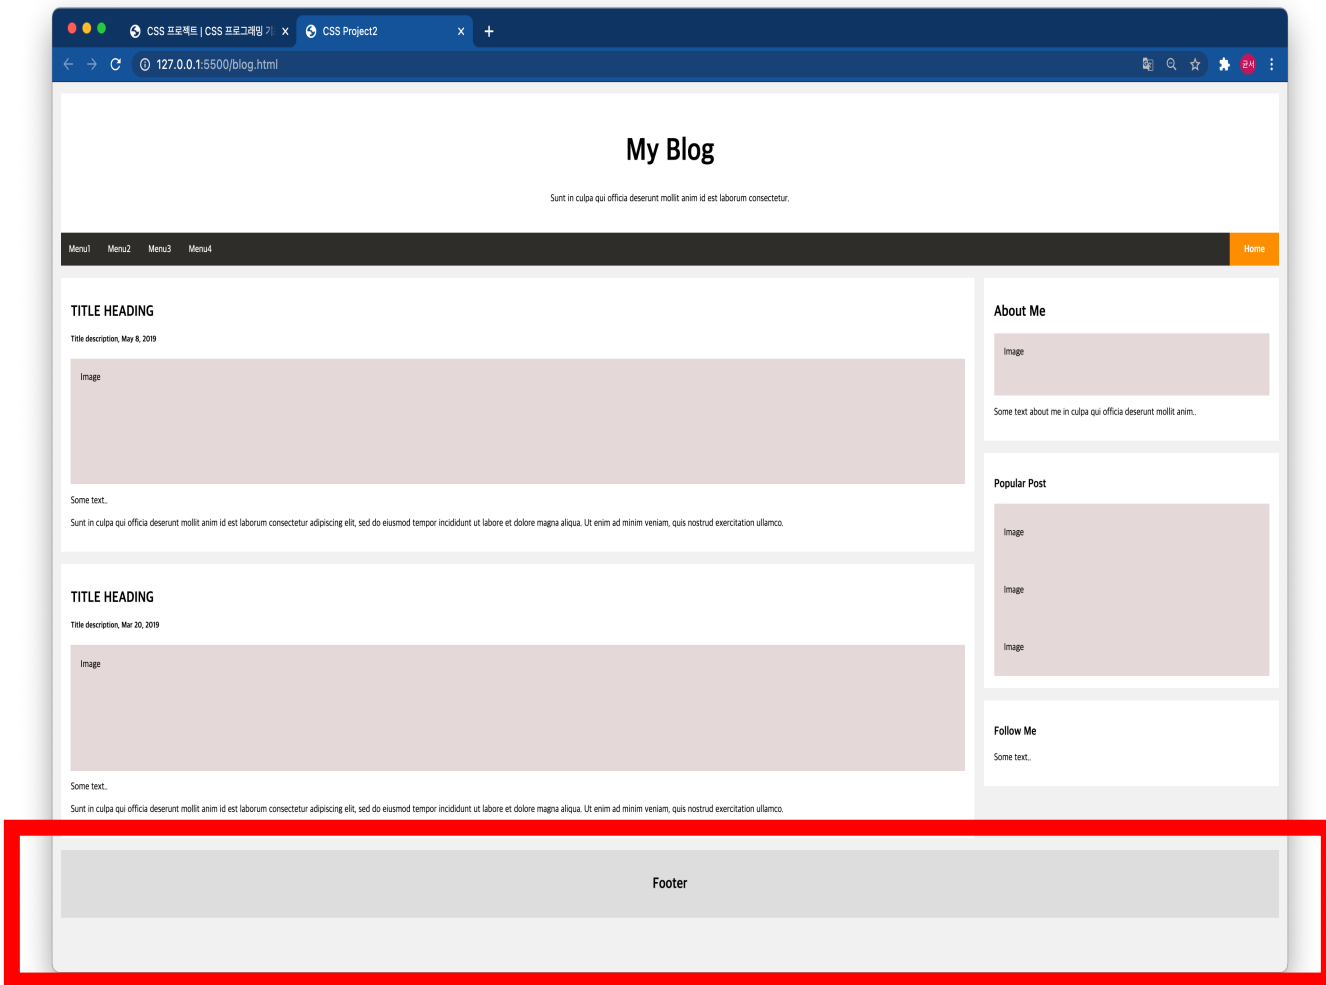 CSS 프로젝트 | CSS 프로그래밍 기
CSS Project2
127.0.0.1:5500/blog.html
균서
My Blog
Sunt in culpa qui officia deserunt mollit anim id est laborum consectetur.
Menu1 Menu2 Menu3 Menu4 Home
TITLE HEADING
Title description, May 8, 2019
Image
Some text..
Sunt in culpa qui officia deserunt mollit anim id est laborum consectetur adipiscing elit, sed do eiusmod tempor incididunt ut labore et dolore magna aliqua. Ut enim ad minim veniam, quis nostrud exercitation ullamco.
TITLE HEADING
Title description, Mar 20, 2019
Image
Some text..
Sunt in culpa qui officia deserunt mollit anim id est laborum consectetur adipiscing elit, sed do eiusmod tempor incididunt ut labore et dolore magna aliqua. Ut enim ad minim veniam, quis nostrud exercitation ullamco.
About Me
Image
Some text about me in culpa qui officia deserunt mollit anim..
Popular Post
Image
Image
Image
Follow Me
Some text..
Footer